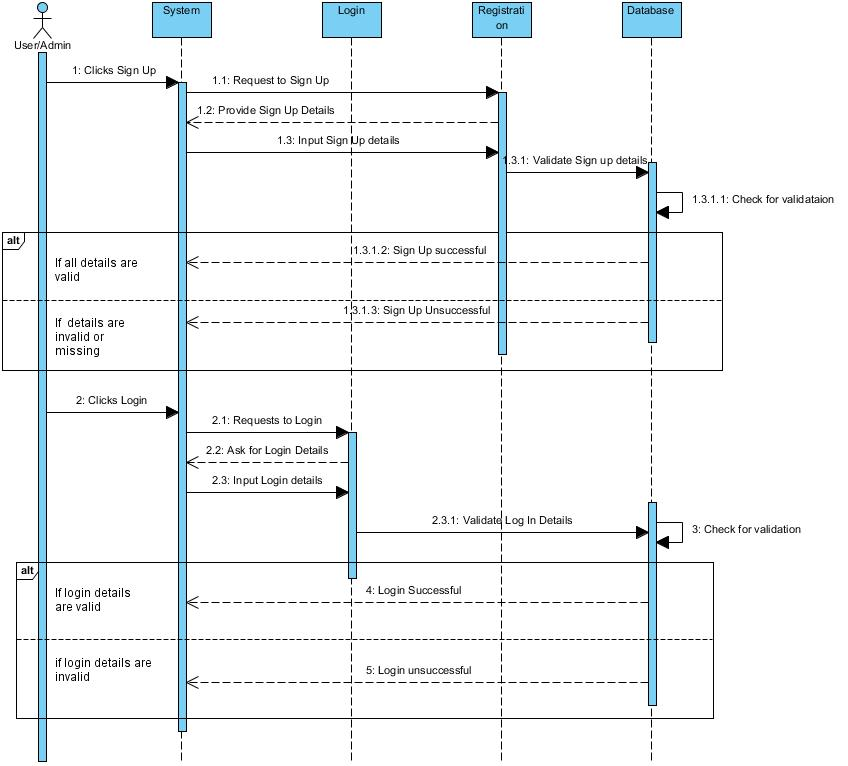 System
Login
Registrati
on
Database
User/Admin
1: Clicks Sign Up
1.1: Request to Sign Up
1.2: Provide Sign Up Details
1.3: Input Sign Up details
1.3.1: Validate Sign up details
1.3.1.1: Check for validataion
alt
1.3.1.2: Sign Up successful
If all details are
valid
1.3.1.3: Sign Up Unsuccessful
If details are
invalid or
missing
2: Clicks Login
2.1: Requests to Login
2.2: Ask for Login Details
2.3: Input Login details
2.3.1: Validate Log In Details
3: Check for validation
alt
If login details
are valid
4: Login Successful
if login details are
invalid
5: Login unsuccessful